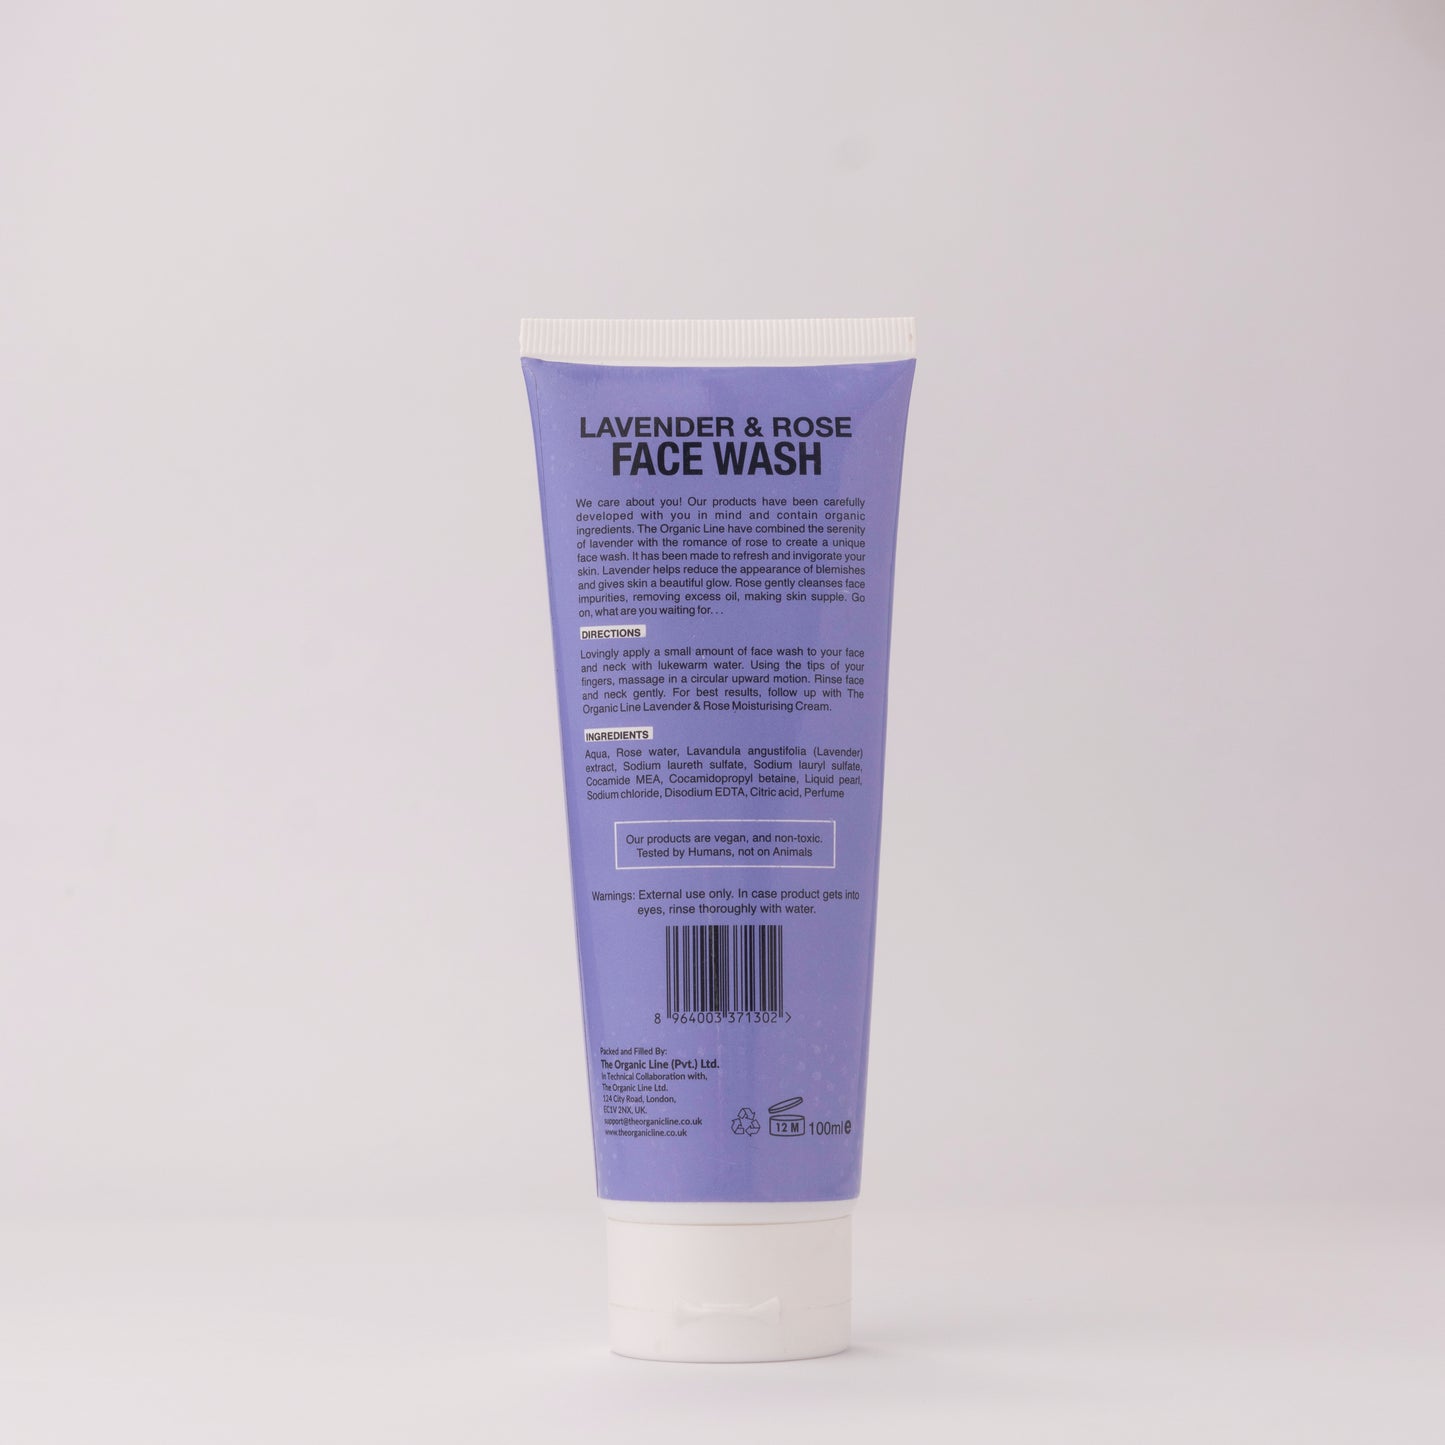 LAVENDER & ROSE
FACE WASH
We care about you! Our products have been carefully
developed with you in mind and contain organic
ingredients. The Organic Line have combined the serenity
of lavender with the romance of rose to create a unique
face wash. It has been made to refresh and invigorate your
skin. Lavender helps reduce the appearance of blemishes
and gives skin a beautiful glow. Rose gently cleanses face
impurities, removing excess oil, making skin supple. Go
on, what are you waiting for...
DIRECTIONS
Lovingly apply a small amount of face wash to your face
and neck with lukewarm water. Using the tips of your
fingers, massage in a circular upward motion. Rinse face
and neck gently. For best results, follow up with The
Organic Line Lavender & Rose Moisturising Cream.
INGREDIENTS
Aqua, Rose water, Lavandula angustifolia (Lavender)
extract, Sodium laureth sulfate, Sodium lauryl sulfate,
Cocamide MEA, Cocamidopropyl betaine, Liquid pearl,
Sodium chloride, Disodium EDTA, Citric acid, Perfume
Our products are vegan, and non-toxic.
Tested by Humans, not on Animals
Warnings: External use only. In case product gets into
eyes, rinse thoroughly with water.
8 964003 371302 >
Packed and Filled By:
The Organic Line (Pvt.) Ltd.
In Technical Collaboration with,
The Organic Line Ltd.
124 City Road, London,
EC1V 2NX, UK.
support@theorganicline.co.uk
www.theorganicline.co.uk
12 M 100ml e